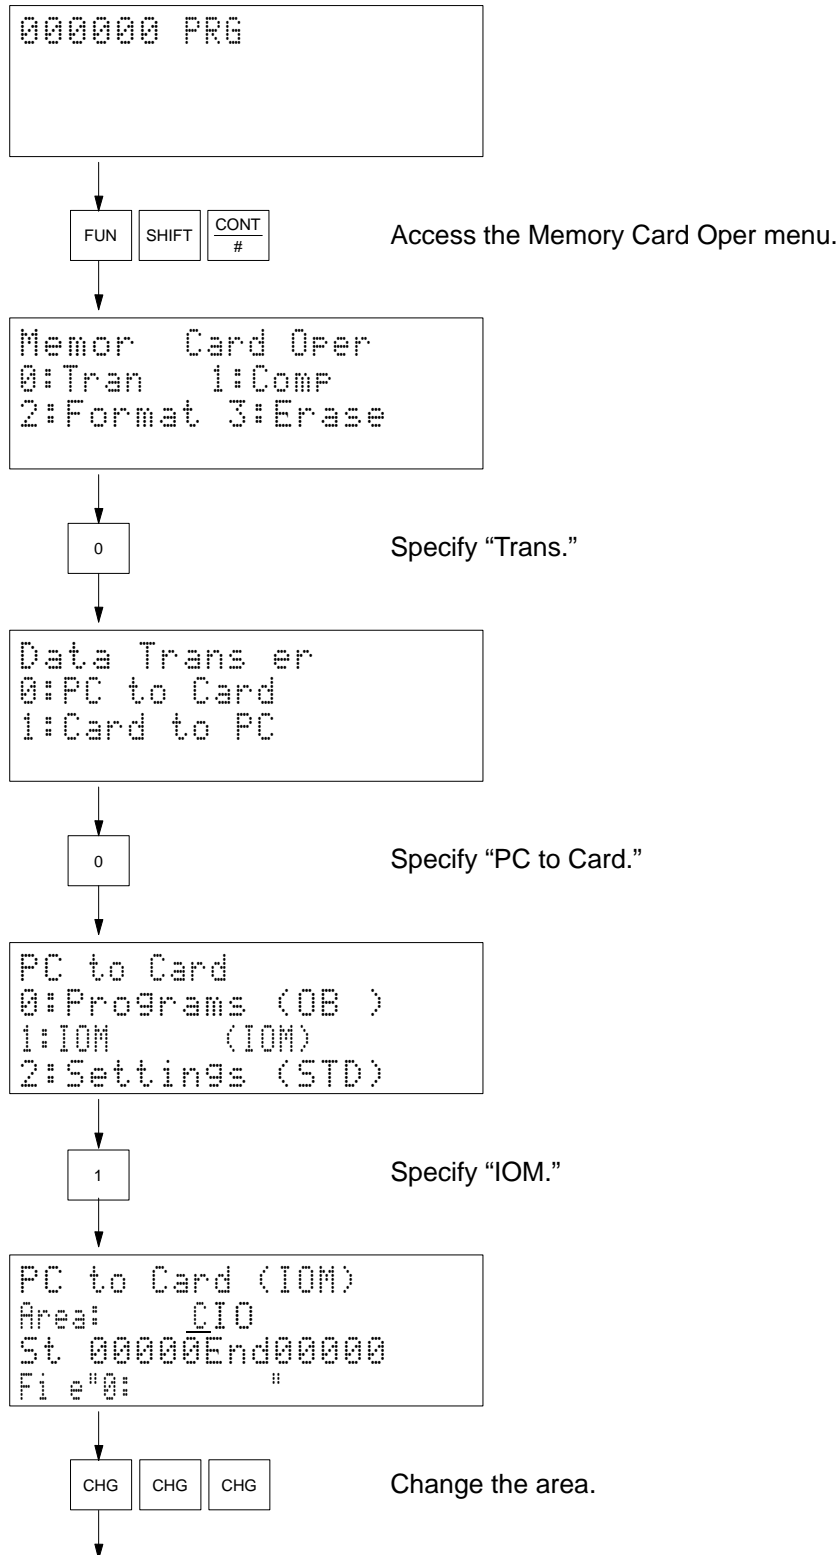 000000 PRG
FUN SHIFT CONT
#
Access the Memory Card Oper menu.
Memor Card Oper
0:Tran 1:Comp
2:Format 3:Erase
0
Specify “Trans.”
Data Trans er
0:PC to Card
1:Card to PC
0
Specify “PC to Card.”
PC to Card
0:Programs (OB )
1:IOM (IOM)
2:Settings (STD)
1
Specify “IOM.”
PC to Card (IOM)
Area: CIO
St 00000End00000
Fi e"0: "
CHG CHG CHG
Change the area.